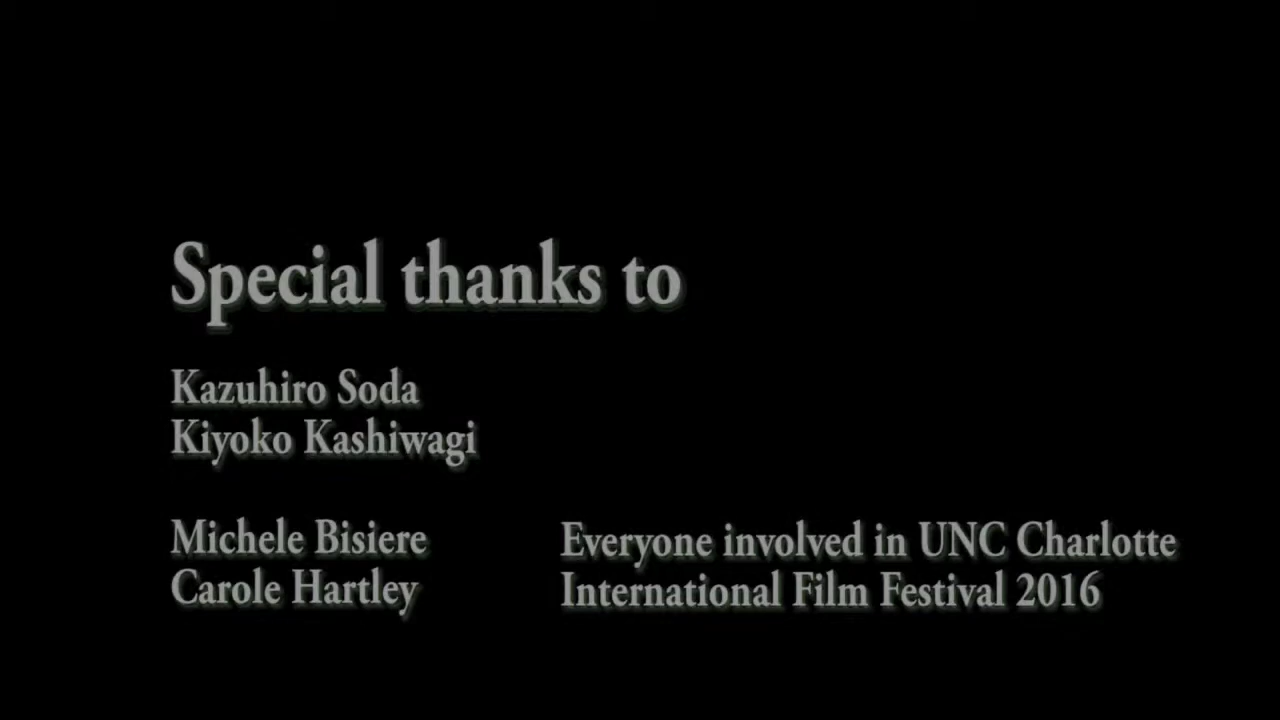 Special thanks to
Kazuhiro Soda
Kiyoko Kashiwagi
Michele Bisiere
Carole Hartley
Everyone involved in UNC Charlotte
International Film Festival 2016